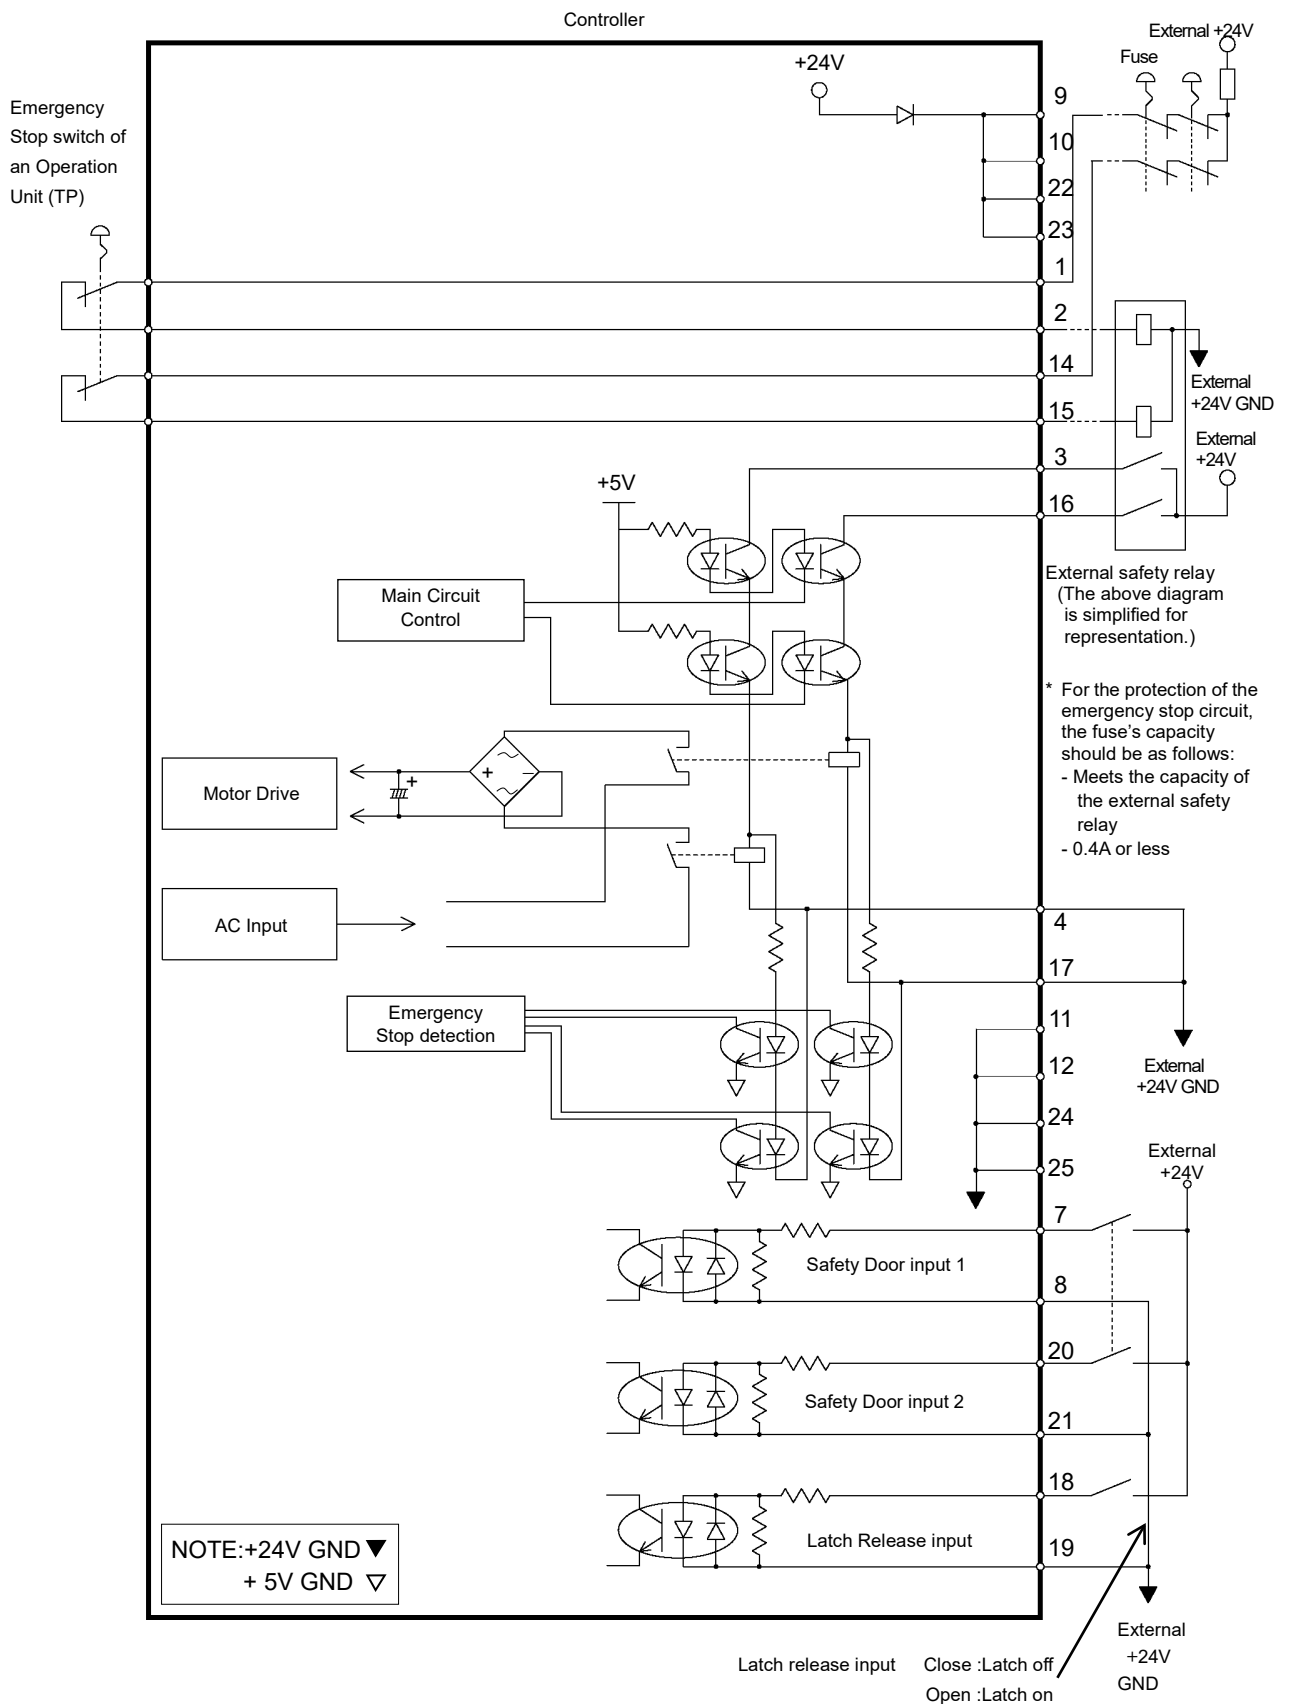 Controller
External +24V
Fuse
+24V
Emergency
Stop switch of
an Operation
Unit (TP)
9
10
22
23
1
2
14
External
+24V GND
15
External
+24V
3
+5V
16
External safety relay
(The above diagram
is simplified for
representation.)
Main Circuit
Control
* For the protection of the
emergency stop circuit,
the fuse's capacity
should be as follows:
- Meets the capacity of
the external safety
relay
- 0.4A or less
Motor Drive
+
+
−
AC Input
4
17
Emergency
Stop detection
11
12
External
+24V GND
24
25
External
+24V
7
Safety Door input 1
8
20
Safety Door input 2
21
18
Latch Release input
19
NOTE:+24V GND ▼
+ 5V GND ▽
External
+24V
GND
Latch release input Close :Latch off
Open :Latch on